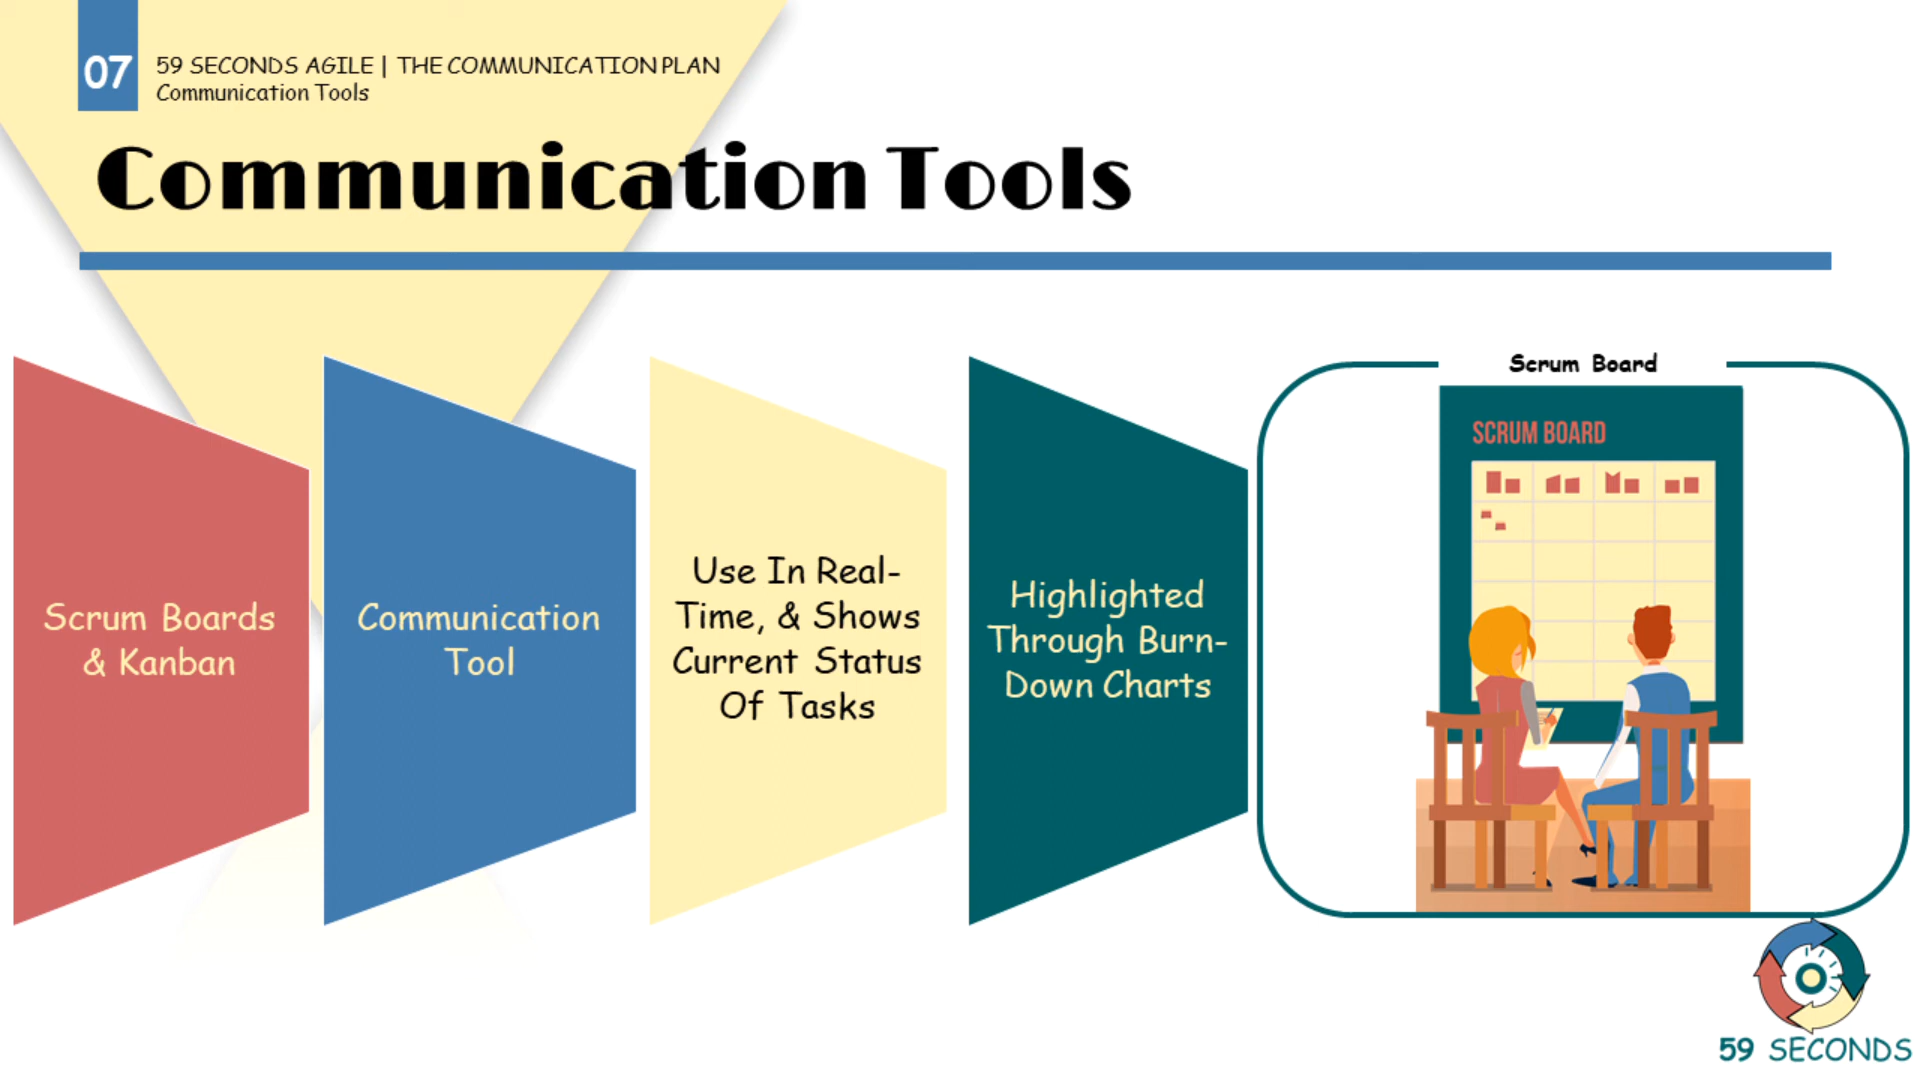 07
59 SECONDS AGILE | THE COMMUNICATION PLAN
Communication Tools
Communication Tools
Scrum Boards
& Kanban
Communication
Tool
Use In Real-
Time, & Shows
Current Status
Of Tasks
Highlighted
Through Burn-
Down Charts
Scrum Board
SCRUM BOARD
59 SECONDS